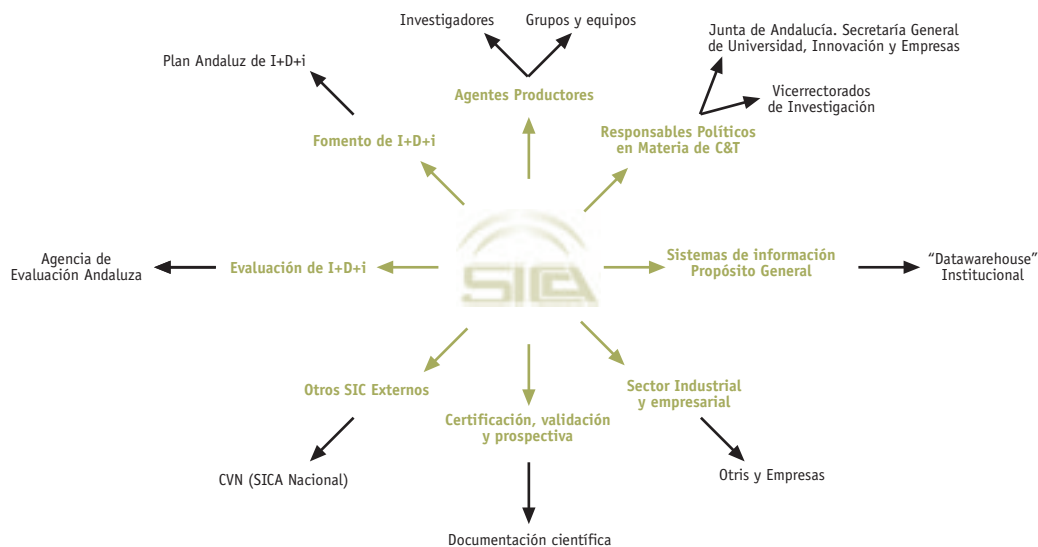 Investigadores
Grupos y equipos
Junta de Andalucía. Secretaría General
de Universidad, Innovación y Empresas
Plan Andaluz de I+D+i
Vicerrectorados
de Investigación
Agentes Productores
Fomento de I+D+i
Responsables Políticos
en Materia de C&T
Agencia de
Evaluación Andaluza
Evaluación de I+D+i
SICA
Sistemas de información
Propósito General
“Datawarehouse”
Institucional
Otros SIC Externos
Certificación, validación
y prospectiva
Sector Industrial
y empresarial
CVN (SICA Nacional)
Otris y Empresas
Documentación científica